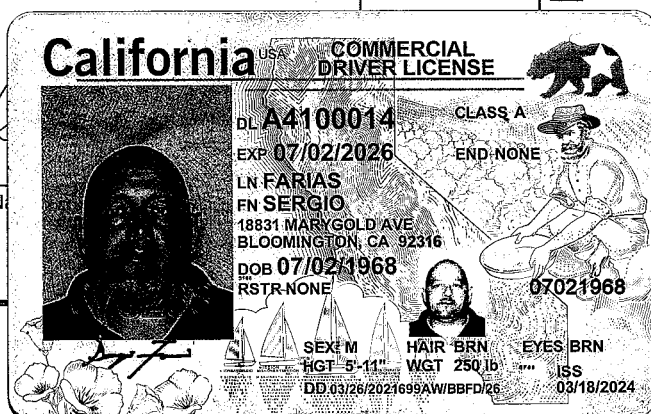 California USA COMMERCIAL
DRIVER LICENSE
DL A4100014 CLASS A
EXP 07/02/2026 END NONE
LN FARIAS
FN SERGIO
18831 MARYGOLD AVE
BLOOMINGTON, CA 92316
DOB 07/02/1968
RSTR NONE 07021968
SEX M HAIR BRN EYES BRN
HGT 5'-11" WGT 250 lb ISS
DD 03/26/2021699AW/BBFD/26 03/18/2024